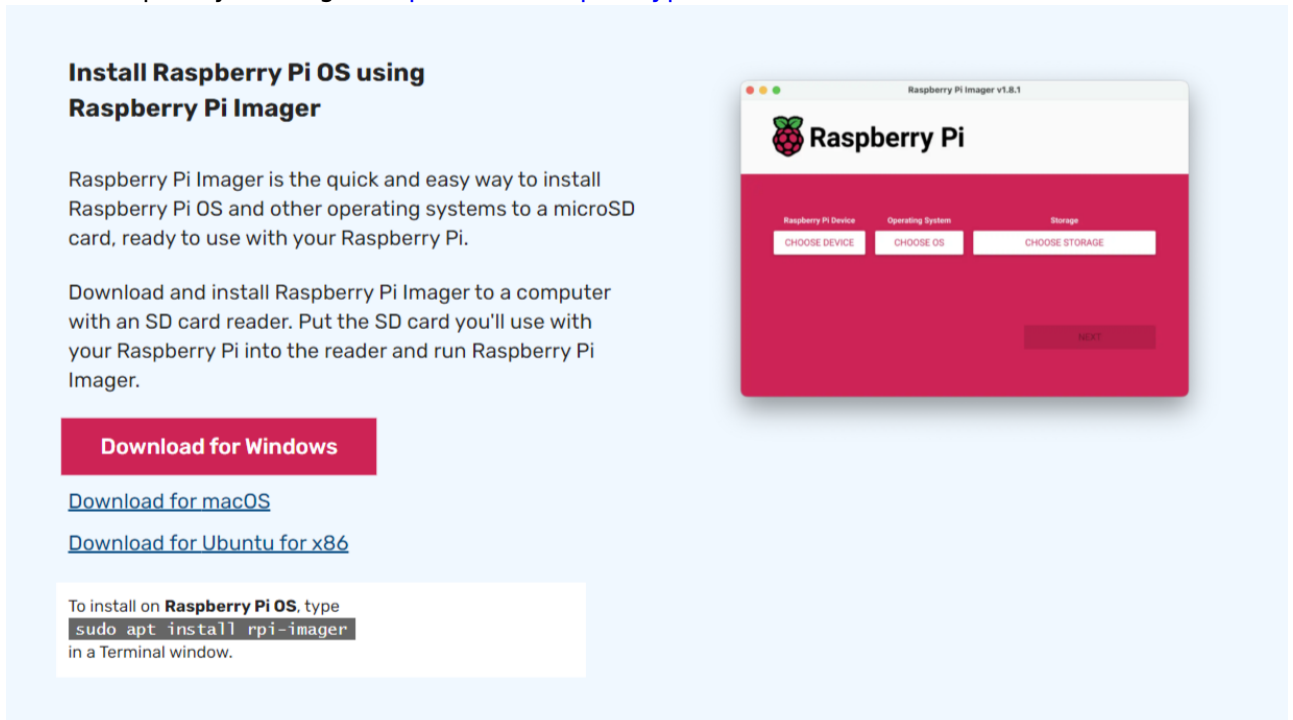 Install Raspberry Pi OS using
Raspberry Pi Imager
Raspberry Pi Imager is the quick and easy way to install
Raspberry Pi OS and other operating systems to a microSD
card, ready to use with your Raspberry Pi.
Download and install Raspberry Pi Imager to a computer
with an SD card reader. Put the SD card you'll use with
your Raspberry Pi into the reader and run Raspberry Pi
Imager.
Download for Windows
Download for macOS
Download for Ubuntu for x86
To install on Raspberry Pi OS, type
sudo apt install rpi-imager
in a Terminal window.
Raspberry Pi Imager v1.8.1
Raspberry Pi
Raspberry Pi Device Operating System Storage
CHOOSE DEVICE CHOOSE OS CHOOSE STORAGE
NEXT